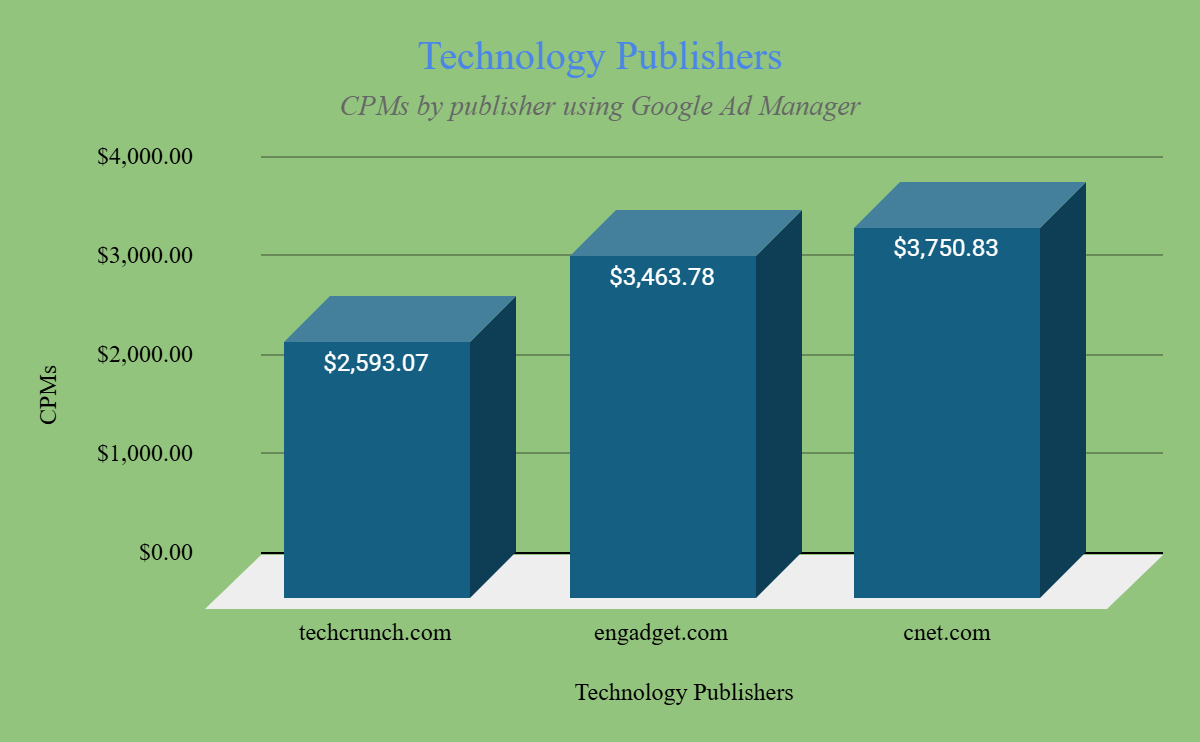 Technology Publishers
CPMs by publisher using Google Ad Manager
$4,000.00
$3,000.00
$2,000.00
$1,000.00
$0.00
CPMs
$2,593.07
$3,463.78
$3,750.83
techcrunch.com
engadget.com
cnet.com
Technology Publishers